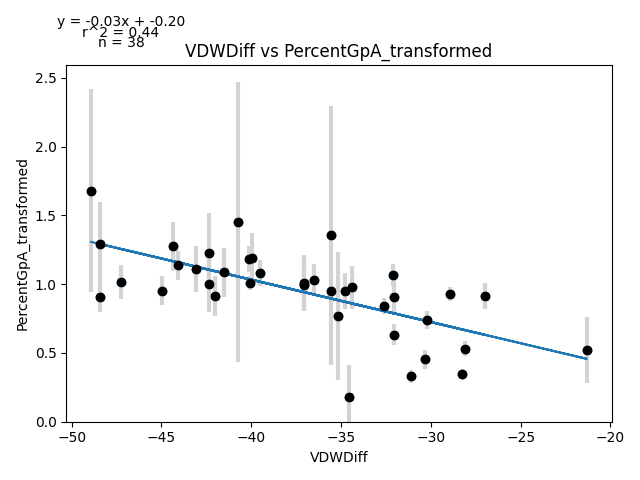 y = -0.03x + -0.20
r^2 = 0.44
n = 38
VDWDiff vs PercentGpA_transformed
2.5
2.0
1.5
1.0
0.5
0.0
PercentGpA_transformed
−50
−45
−40
−35
−30
−25
−20
VDWDiff